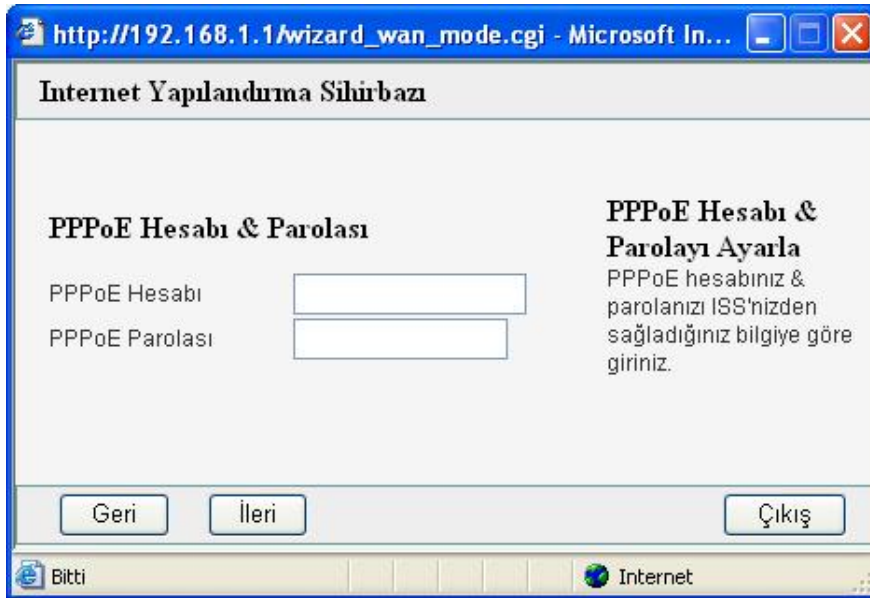 http://192.168.1.1/wizard_wan_mode.cgi - Microsoft In...
Internet Yapılandırma Sihirbazı
PPPoE Hesabı & Parolası
PPPoE Hesabı
PPPoE Parolası
PPPoE Hesabı &
Parolayı Ayarla
PPPoE hesabınız &
parolanızı ISS'nizden
sağladığınız bilgiye göre
giriniz.
Geri
İleri
Çıkış
Bitti
Internet